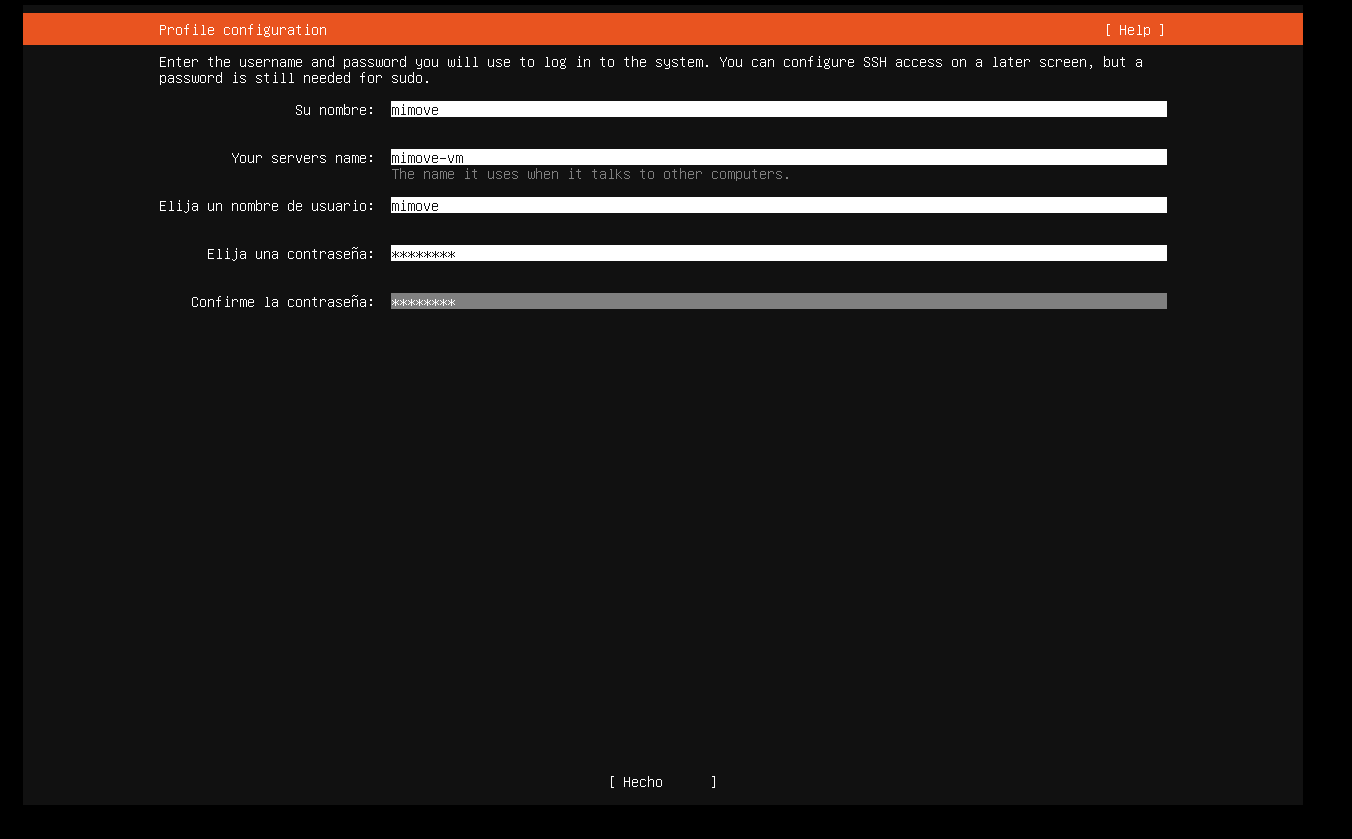 Profile configuration [ Help ]
Enter the username and password you will use to log in to the system. You can configure SSH access on a later screen, but a
password is still needed for sudo.
Su nombre: mimove
Your servers name: mimove-vm
The name it uses when it talks to other computers.
Elija un nombre de usuario: mimove
Elija una contraseña: ********
Confirme la contraseña: ********
[ Hecho ]